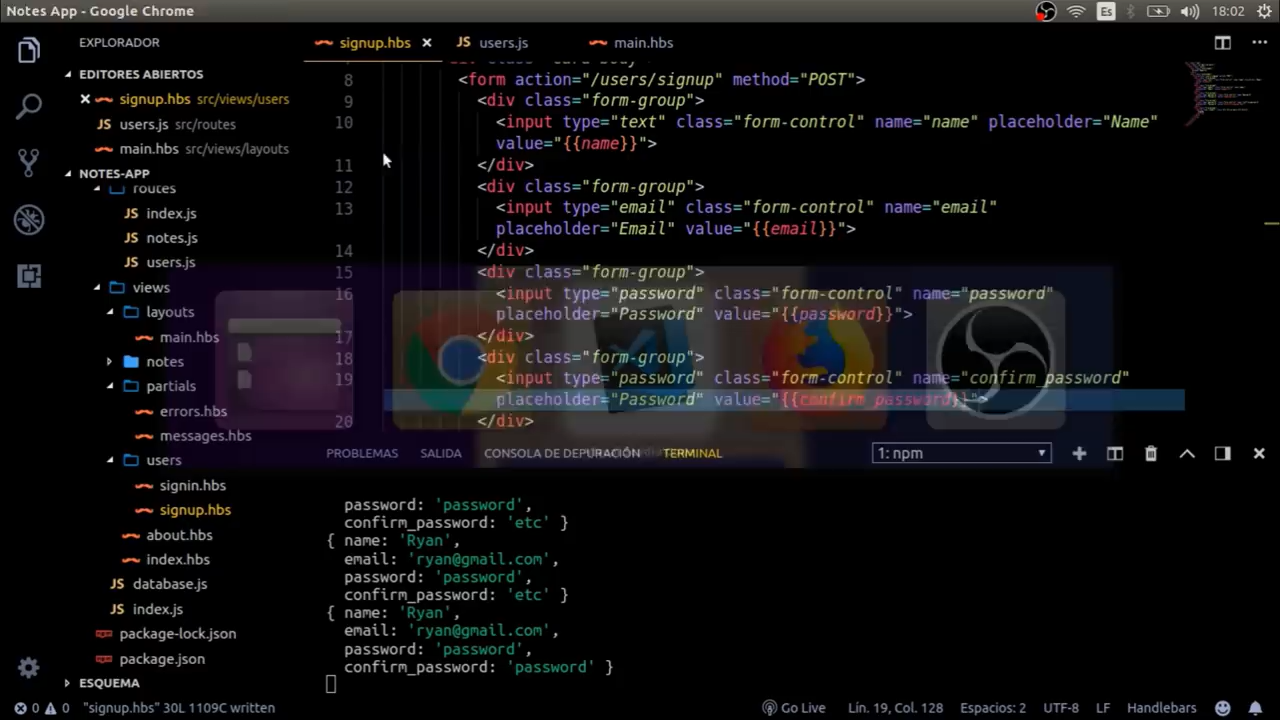 Notes App - Google Chrome
Es
18:02
EXPLORADOR
signup.hbs
users.js
main.hbs
EDITORES ABIERTOS
signup.hbs src/views/users
users.js src/routes
main.hbs src/views/layouts
NOTES-APP
routes
index.js
notes.js
users.js
views
layouts
main.hbs
notes
partials
errors.hbs
messages.hbs
users
signin.hbs
signup.hbs
about.hbs
index.hbs
database.js
index.js
package-lock.json
package.json
ESQUEMA
8 <form action="/users/signup" method="POST">
9 <div class="form-group">
10 <input type="text" class="form-control" name="name" placeholder="Name"
value="{{name}}">
11 </div>
12 <div class="form-group">
13 <input type="email" class="form-control" name="email"
placeholder="Email" value="{{email}}">
14 </div>
15 <div class="form-group">
16 <input type="password" class="form-control" name="password"
placeholder="Password" value="{{password}}">
17 </div>
18 <div class="form-group">
19 <input type="password" class="form-control" name="confirm_password"
placeholder="Password" value="{{confirm_password}}">
20 </div>
PROBLEMAS
SALIDA
CONSOLA DE DEPURACIÓN
TERMINAL
1: npm
password: 'password',
confirm_password: 'etc' }
{ name: 'Ryan',
email: 'ryan@gmail.com',
password: 'password',
confirm_password: 'etc' }
{ name: 'Ryan',
email: 'ryan@gmail.com',
password: 'password',
confirm_password: 'password' }
0 0 "signup.hbs" 30L 1109C written
Go Live
Lín. 19, Col. 128
Espacios: 2
UTF-8
LF
Handlebars